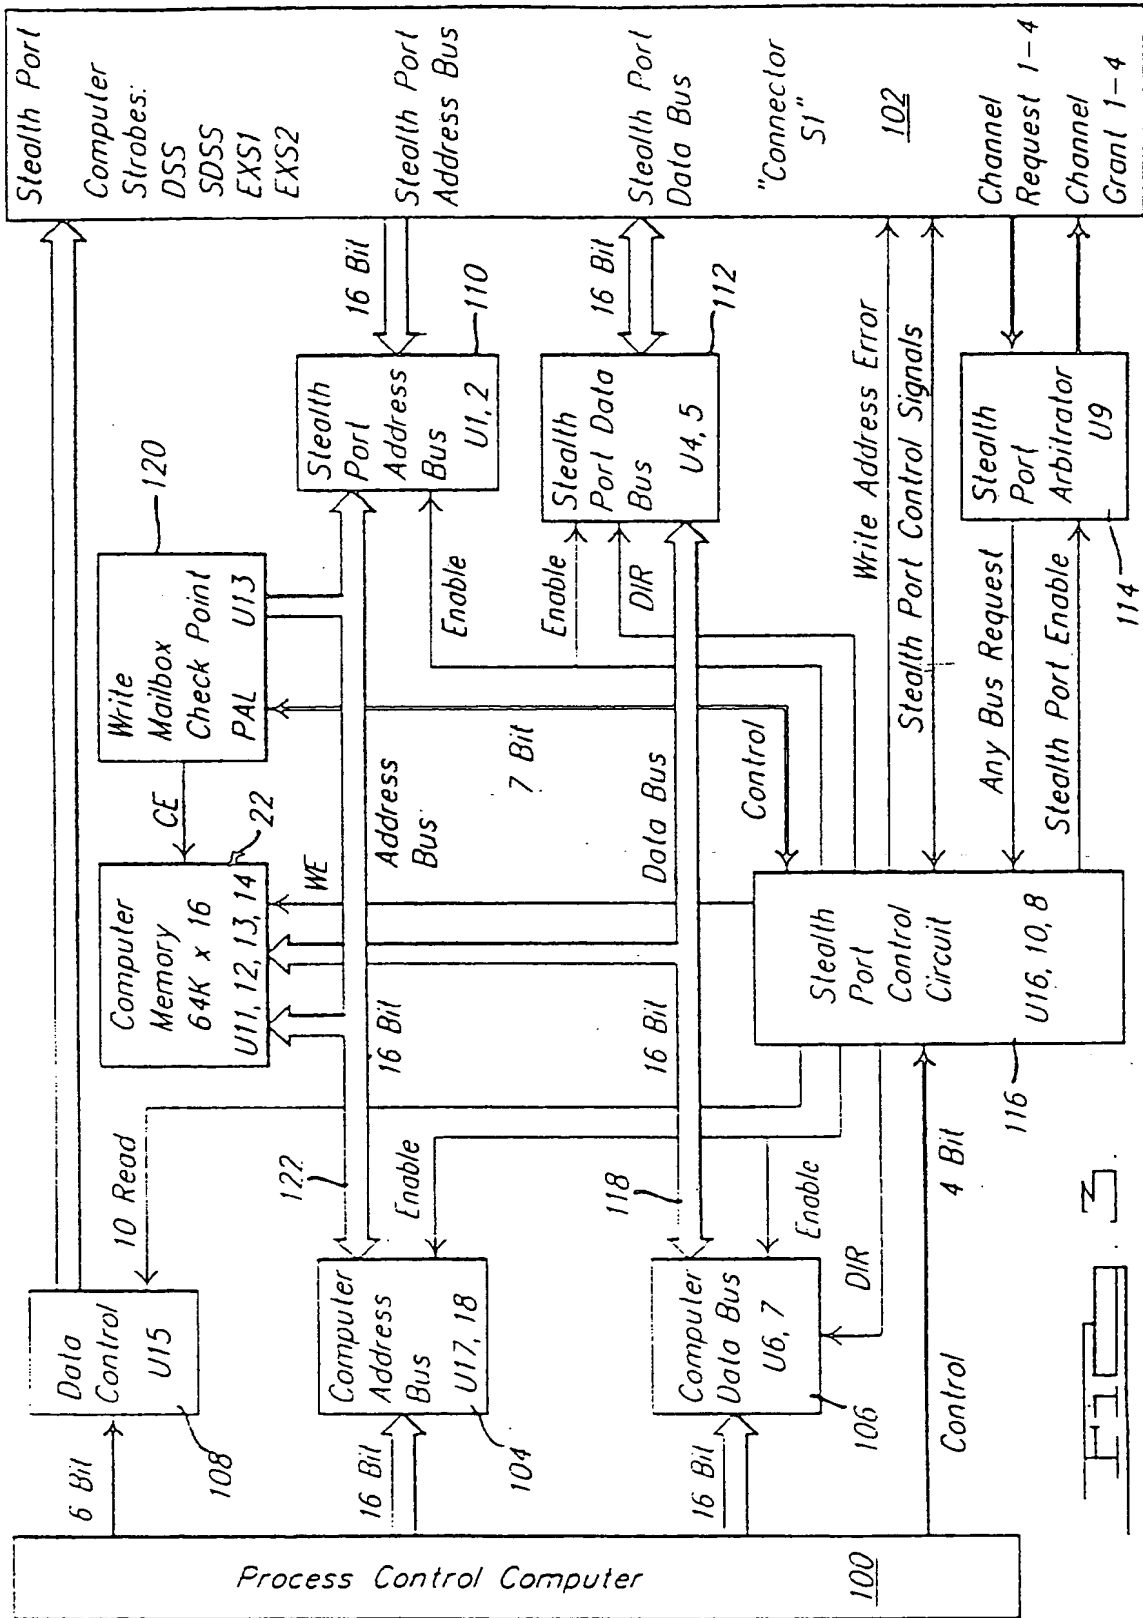 Process Control Computer
100
6 Bit
16 Bit
16 Bit
Control
4 Bit
Data
Control
U15
108
10 Read
Computer
Address
Bus
U17, 18
104
Enable
122
Computer
Data Bus
U6, 7
106
DIR
Enable
118
Computer
Memory
64K x 16
U11, 12, 13, 14
22
CE
WE
Write
Mailbox
Check Point
PAL U13
120
16 Bit
Address
Bus
7 Bit
16 Bit
Data Bus
Control
Stealth
Port
Control
Circuit
U16, 10, 8
116
Stealth
Port
Address
Bus
U1, 2
110
Enable
16 Bit
Stealth
Port Data
Bus
U4, 5
112
Enable
DIR
16 Bit
Write Address Error
Stealth Port Control Signals
Any Bus Request
Stealth Port Enable
Stealth
Port
Arbitrator
U9
114
Stealth Port
Computer
Strobes:
DSS
SDSS
EXS1
EXS2
Stealth Port
Address Bus
Stealth Port
Data Bus
"Connector
S1"
102
Channel
Request 1-4
Channel
Grant 1-4
FIG. 3